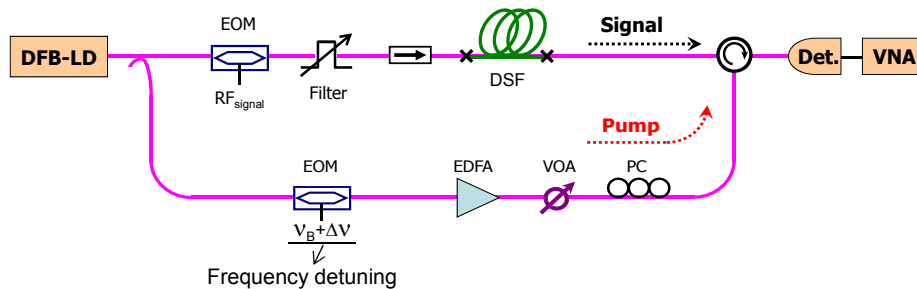 DFB-LD
EOM
RFsignal
Filter
DSF
Signal
Det.
VNA
Pump
EOM
νB+Δν
Frequency detuning
EDFA
VOA
PC